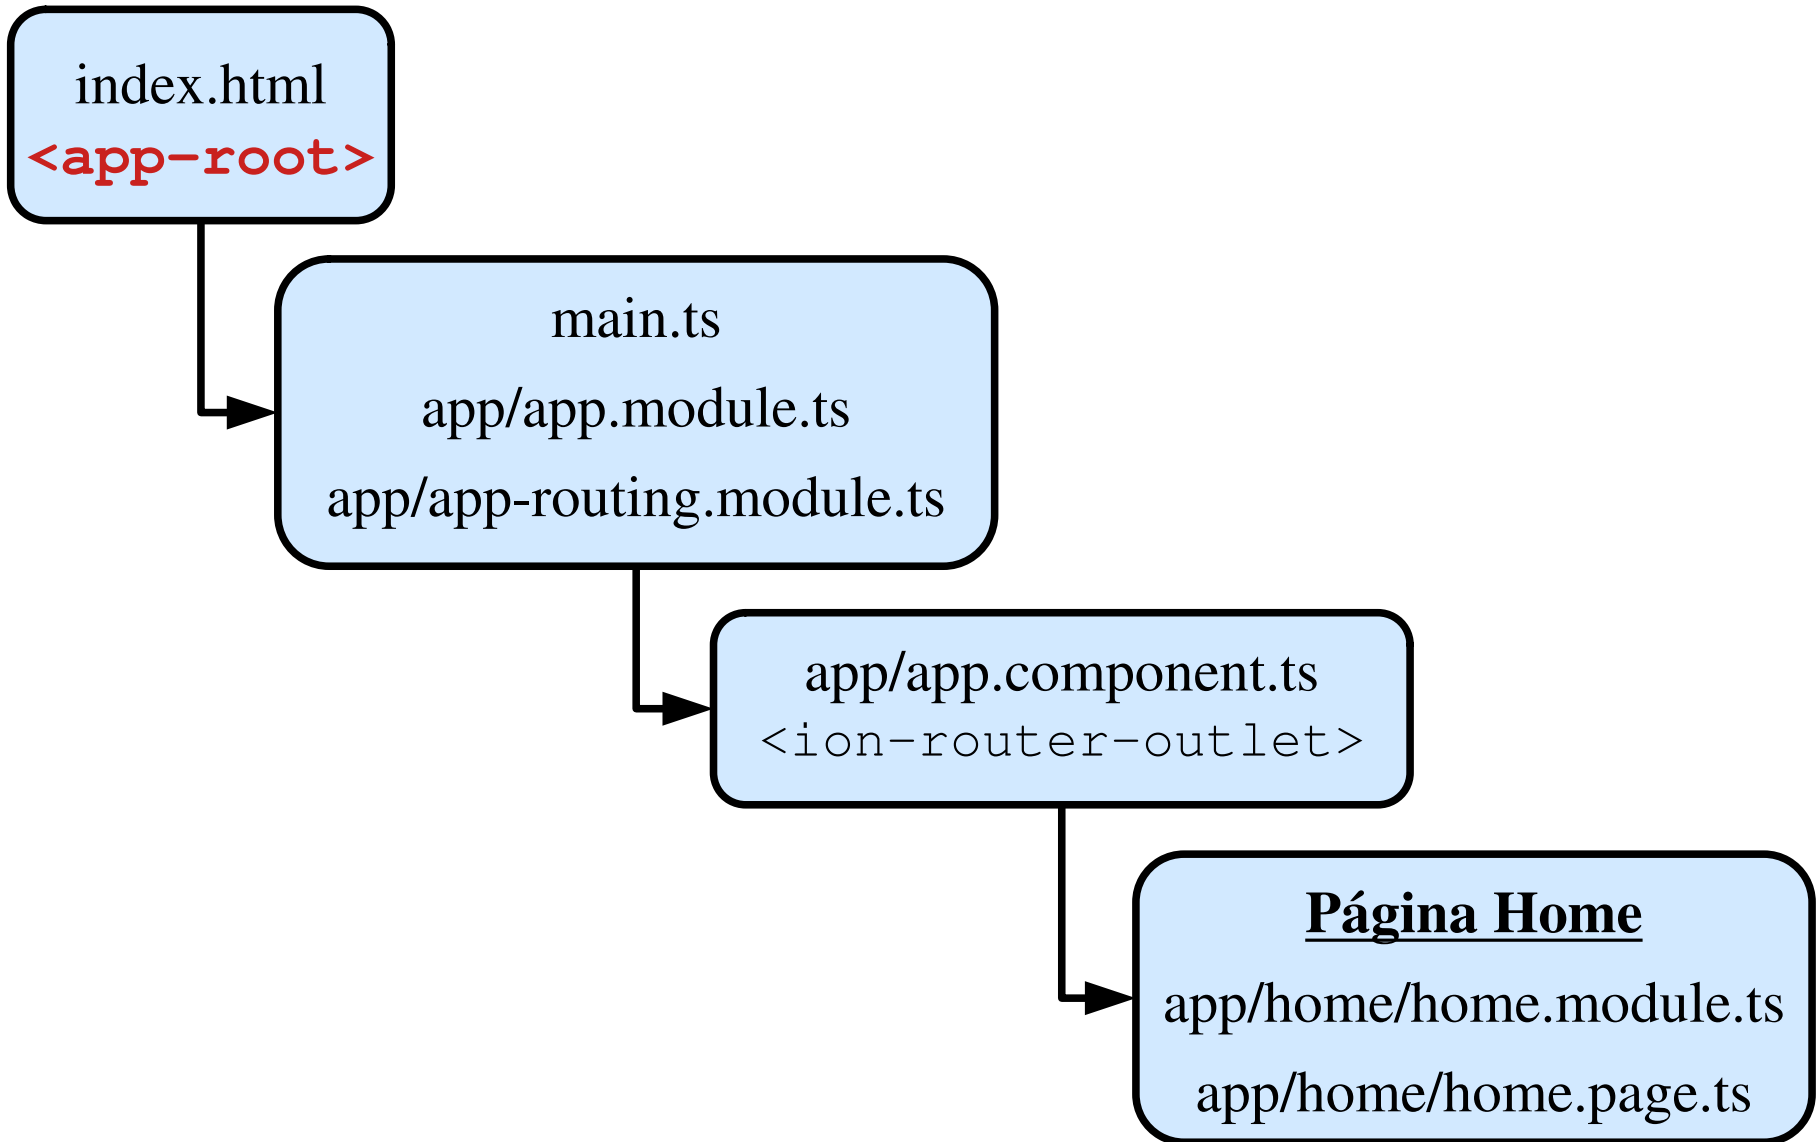 index.html
<app-root>
main.ts
app/app.module.ts
app/app-routing.module.ts
app/app.component.ts
<ion-router-outlet>
Página Home
app/home/home.module.ts
app/home/home.page.ts